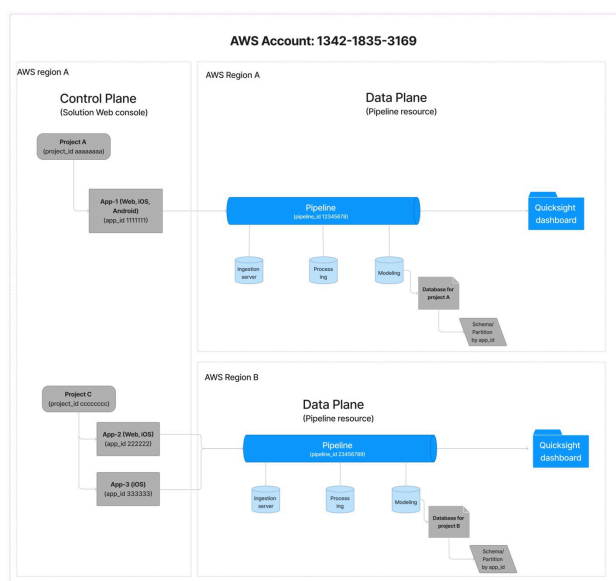 AWS Account: 1342-1835-3169
AWS region A
Control Plane
(Solution Web console)
Project A
(project_id aaaaaaaa)
App-1 (Web, iOS,
Android)
(app_id 1111111)
Project C
(project_id cccccccc)
App-2 (Web, iOS)
(app_id 222222)
App-3 (iOS)
(app_id 333333)
AWS Region A
Data Plane
(Pipeline resource)
Pipeline
(pipeline_id 12345678)
Quicksight
dashboard
Ingestion
server
Process
ing
Modeling
Database for
project A
Schema/
Partition
by app_id
AWS Region B
Data Plane
(Pipeline resource)
Pipeline
(pipeline_id 23456789)
Quicksight
dashboard
Ingestion
server
Process
ing
Modeling
Database for
project B
Schema/
Partition
by app_id